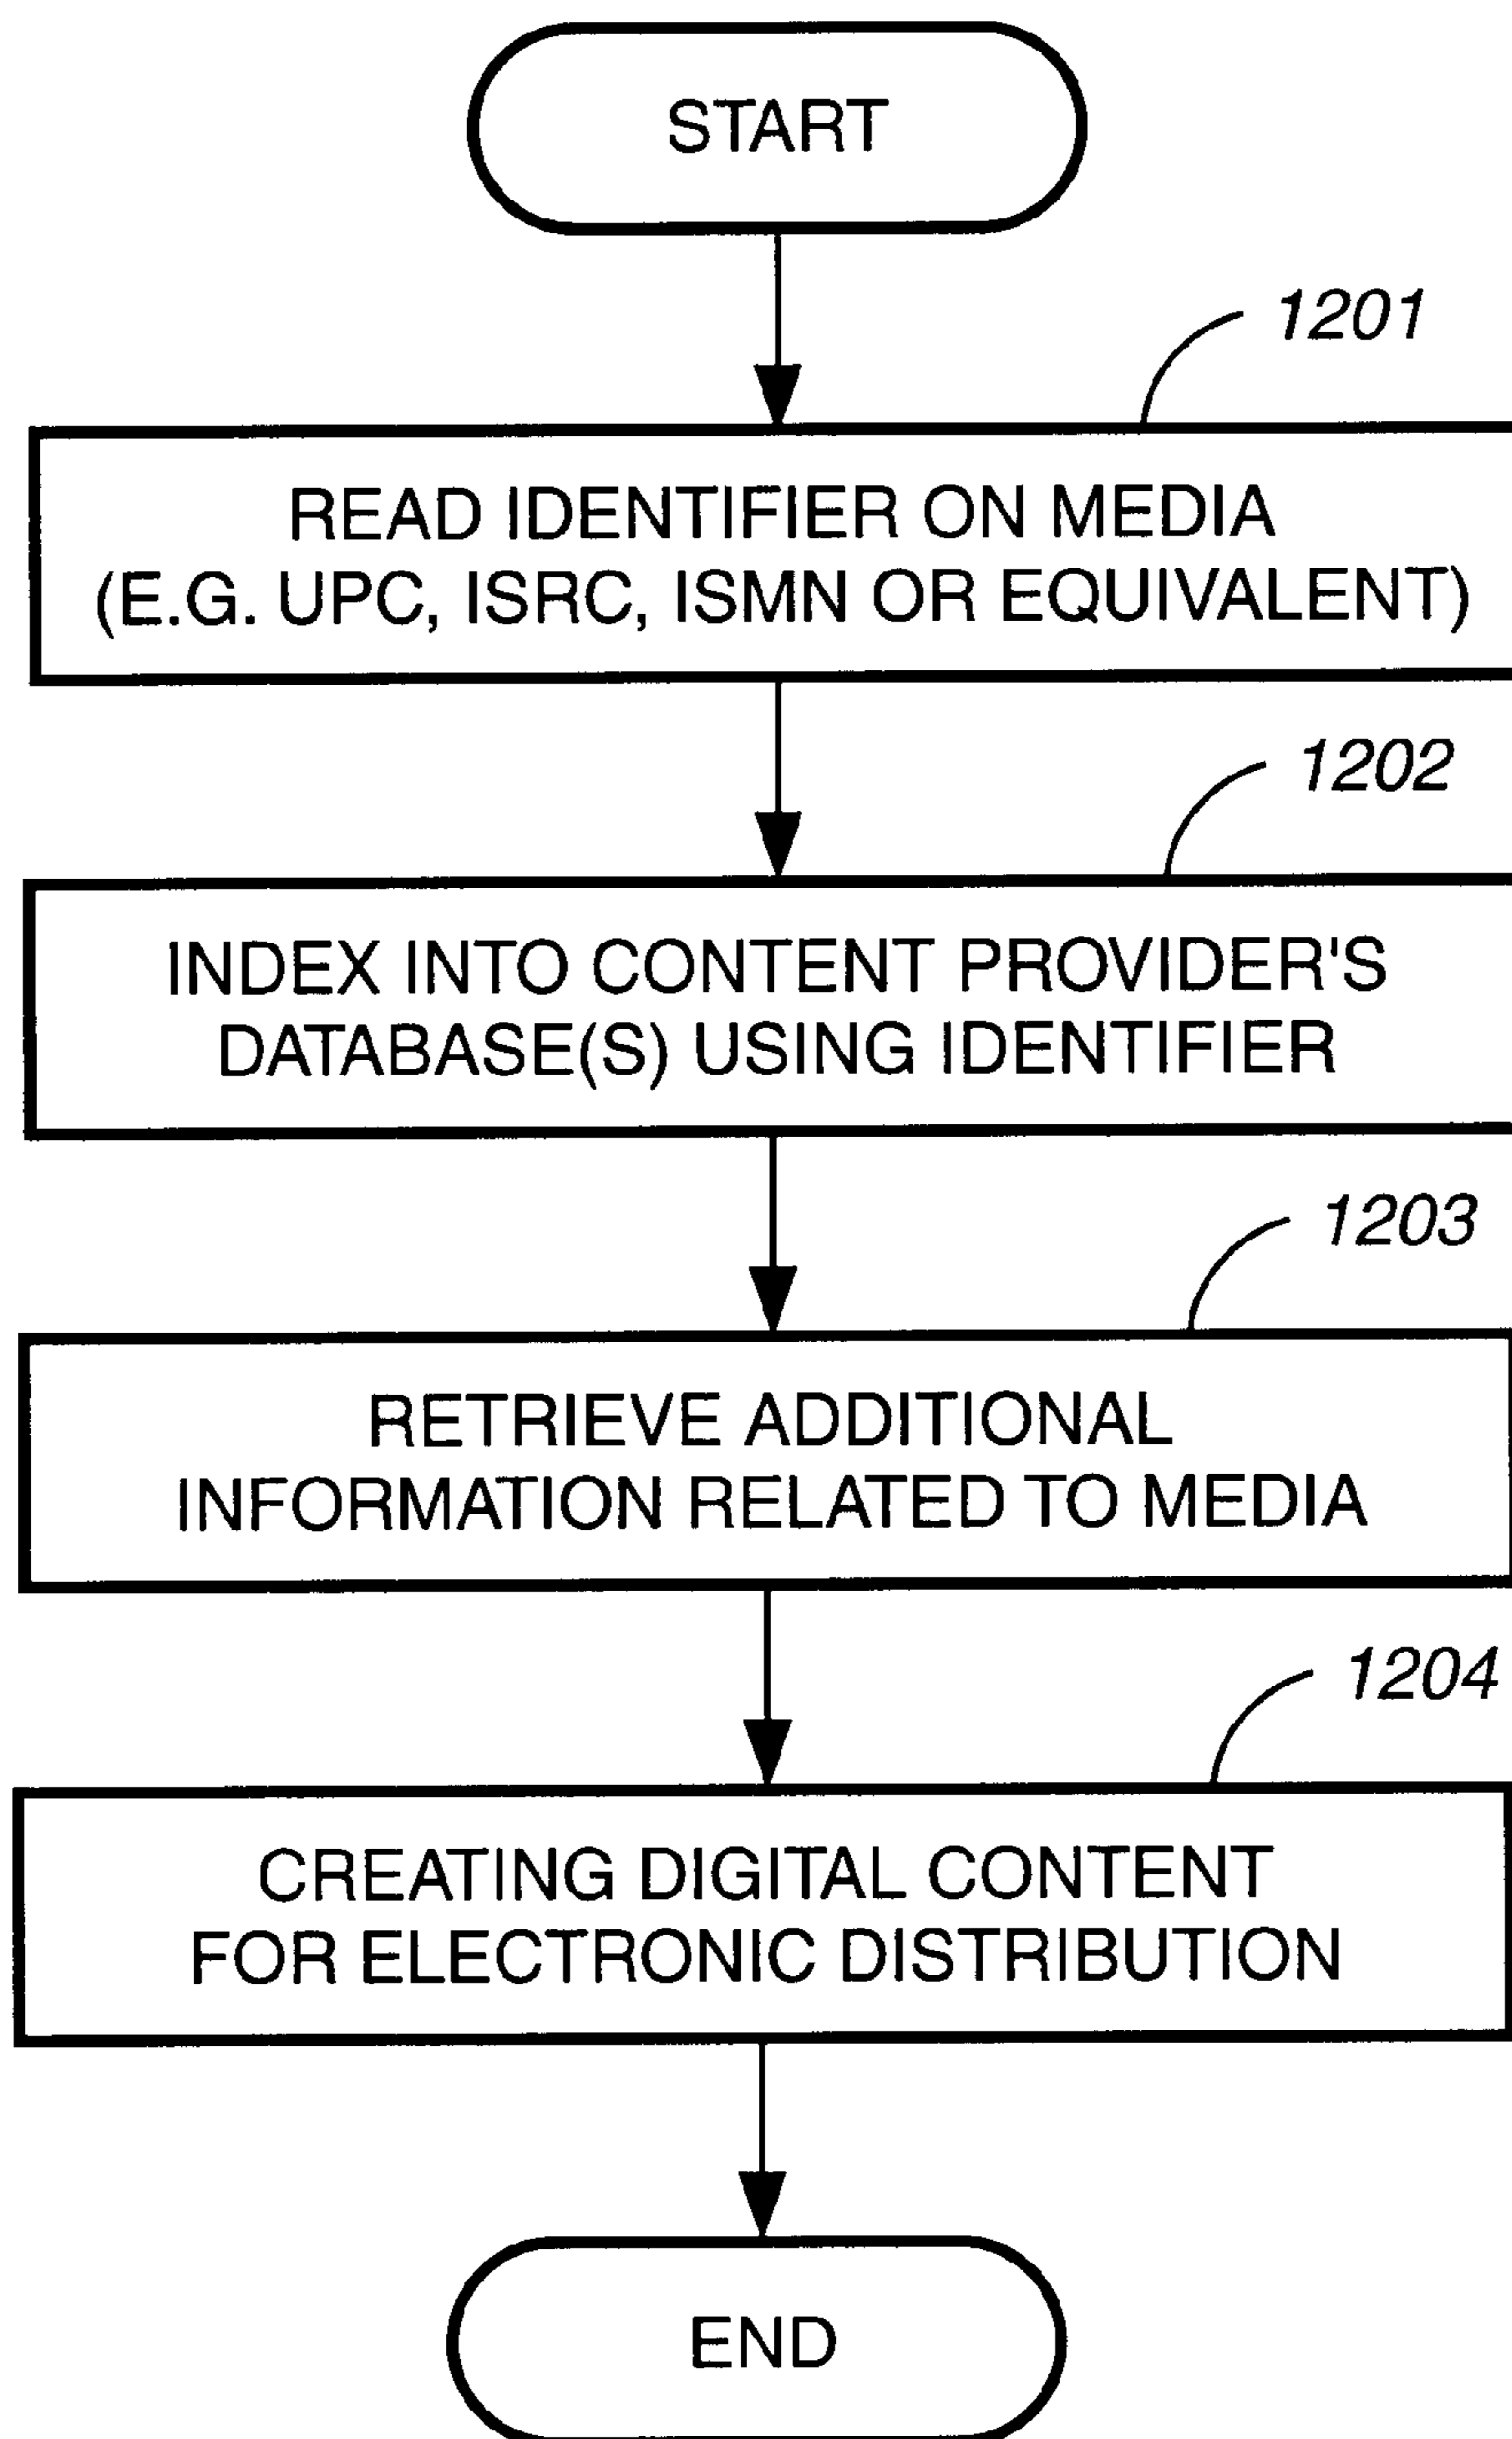 START
1201
READ IDENTIFIER ON MEDIA
(E.G. UPC, ISRC, ISMN OR EQUIVALENT)
1202
INDEX INTO CONTENT PROVIDER'S
DATABASE(S) USING IDENTIFIER
1203
RETRIEVE ADDITIONAL
INFORMATION RELATED TO MEDIA
1204
CREATING DIGITAL CONTENT
FOR ELECTRONIC DISTRIBUTION
END